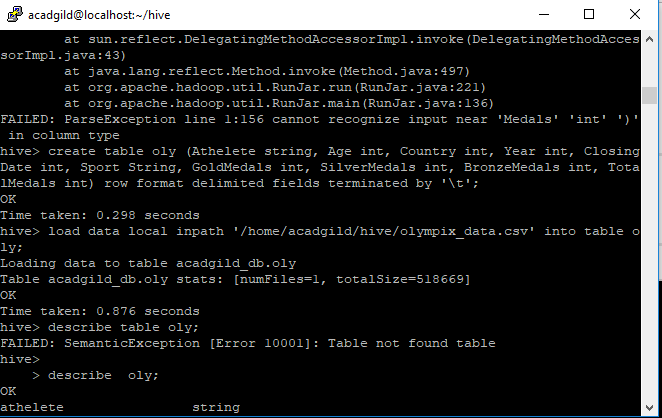 acadgild@localhost:~/hive
        at sun.reflect.DelegatingMethodAccessorImpl.invoke(DelegatingMethodAcces
sorImpl.java:43)
        at java.lang.reflect.Method.invoke(Method.java:497)
        at org.apache.hadoop.util.RunJar.run(RunJar.java:221)
        at org.apache.hadoop.util.RunJar.main(RunJar.java:136)
FAILED: ParseException line 1:156 cannot recognize input near 'Medals' 'int' ')'
 in column type
hive> create table oly (Athelete string, Age int, Country int, Year int, Closing
Date int, Sport String, GoldMedals int, SilverMedals int, BronzeMedals int, Tota
lMedals int) row format delimited fields terminated by '\t';
OK
Time taken: 0.298 seconds
hive> load data local inpath '/home/acadgild/hive/olympix_data.csv' into table o
ly;
Loading data to table acadgild_db.oly
Table acadgild_db.oly stats: [numFiles=1, totalSize=518669]
OK
Time taken: 0.876 seconds
hive> describe table oly;
FAILED: SemanticException [Error 10001]: Table not found table
hive>
    > describe  oly;
OK
athelete                string